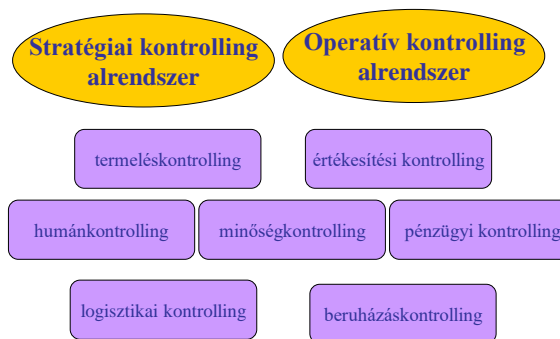 Stratégiai kontrolling
alrendszer
Operatív kontrolling
alrendszer
termeléskontrolling
értékesítési kontrolling
humánkontrolling
minőségkontrolling
pénzügyi kontrolling
logisztikai kontrolling
beruházáskontrolling